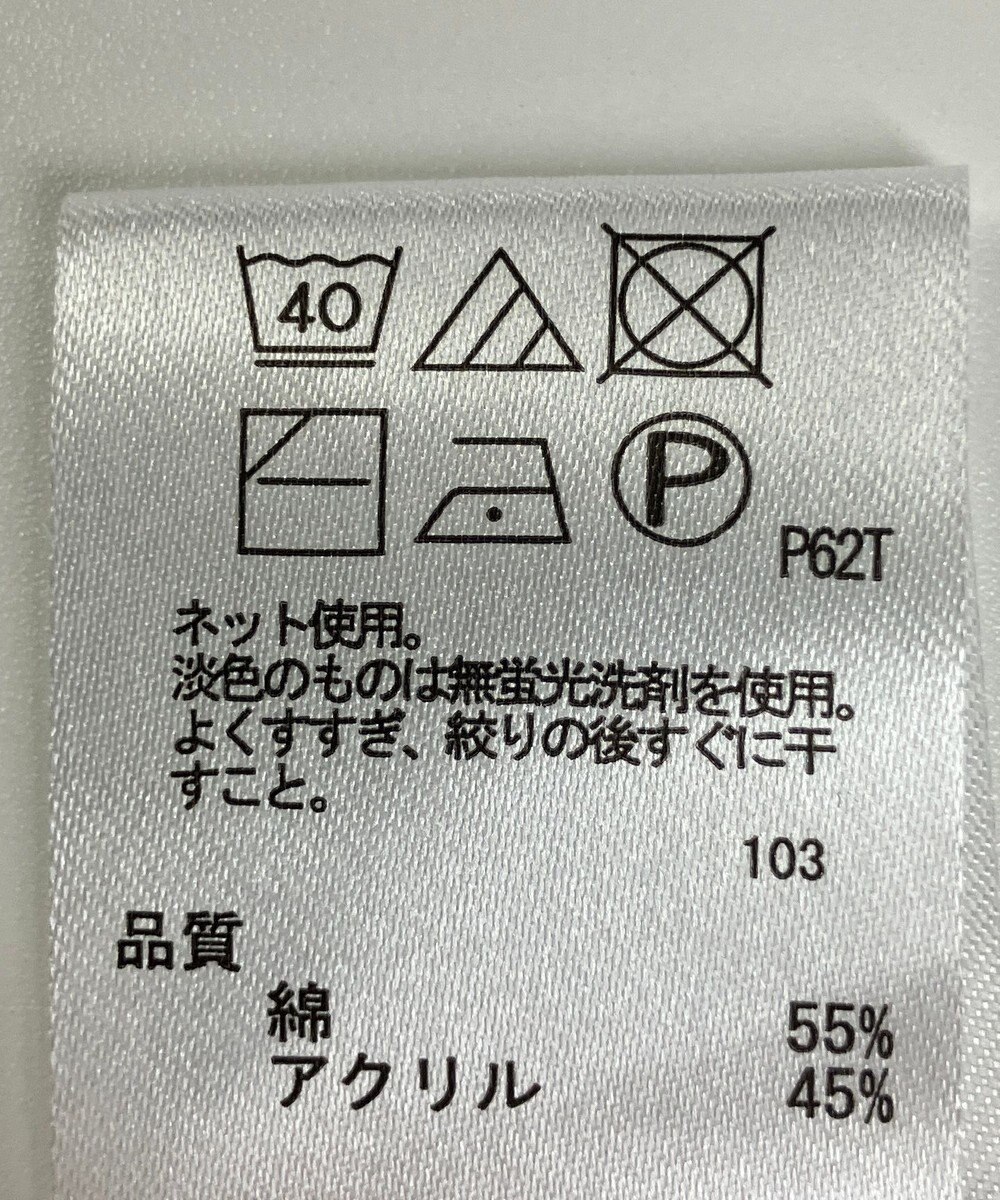 40
P
P62T
ネット使用。
淡色のものは無蛍光洗剤を使用。
よくすすぎ、絞りの後すぐに干
すこと。
103
品質
綿 55%
アクリル 45%